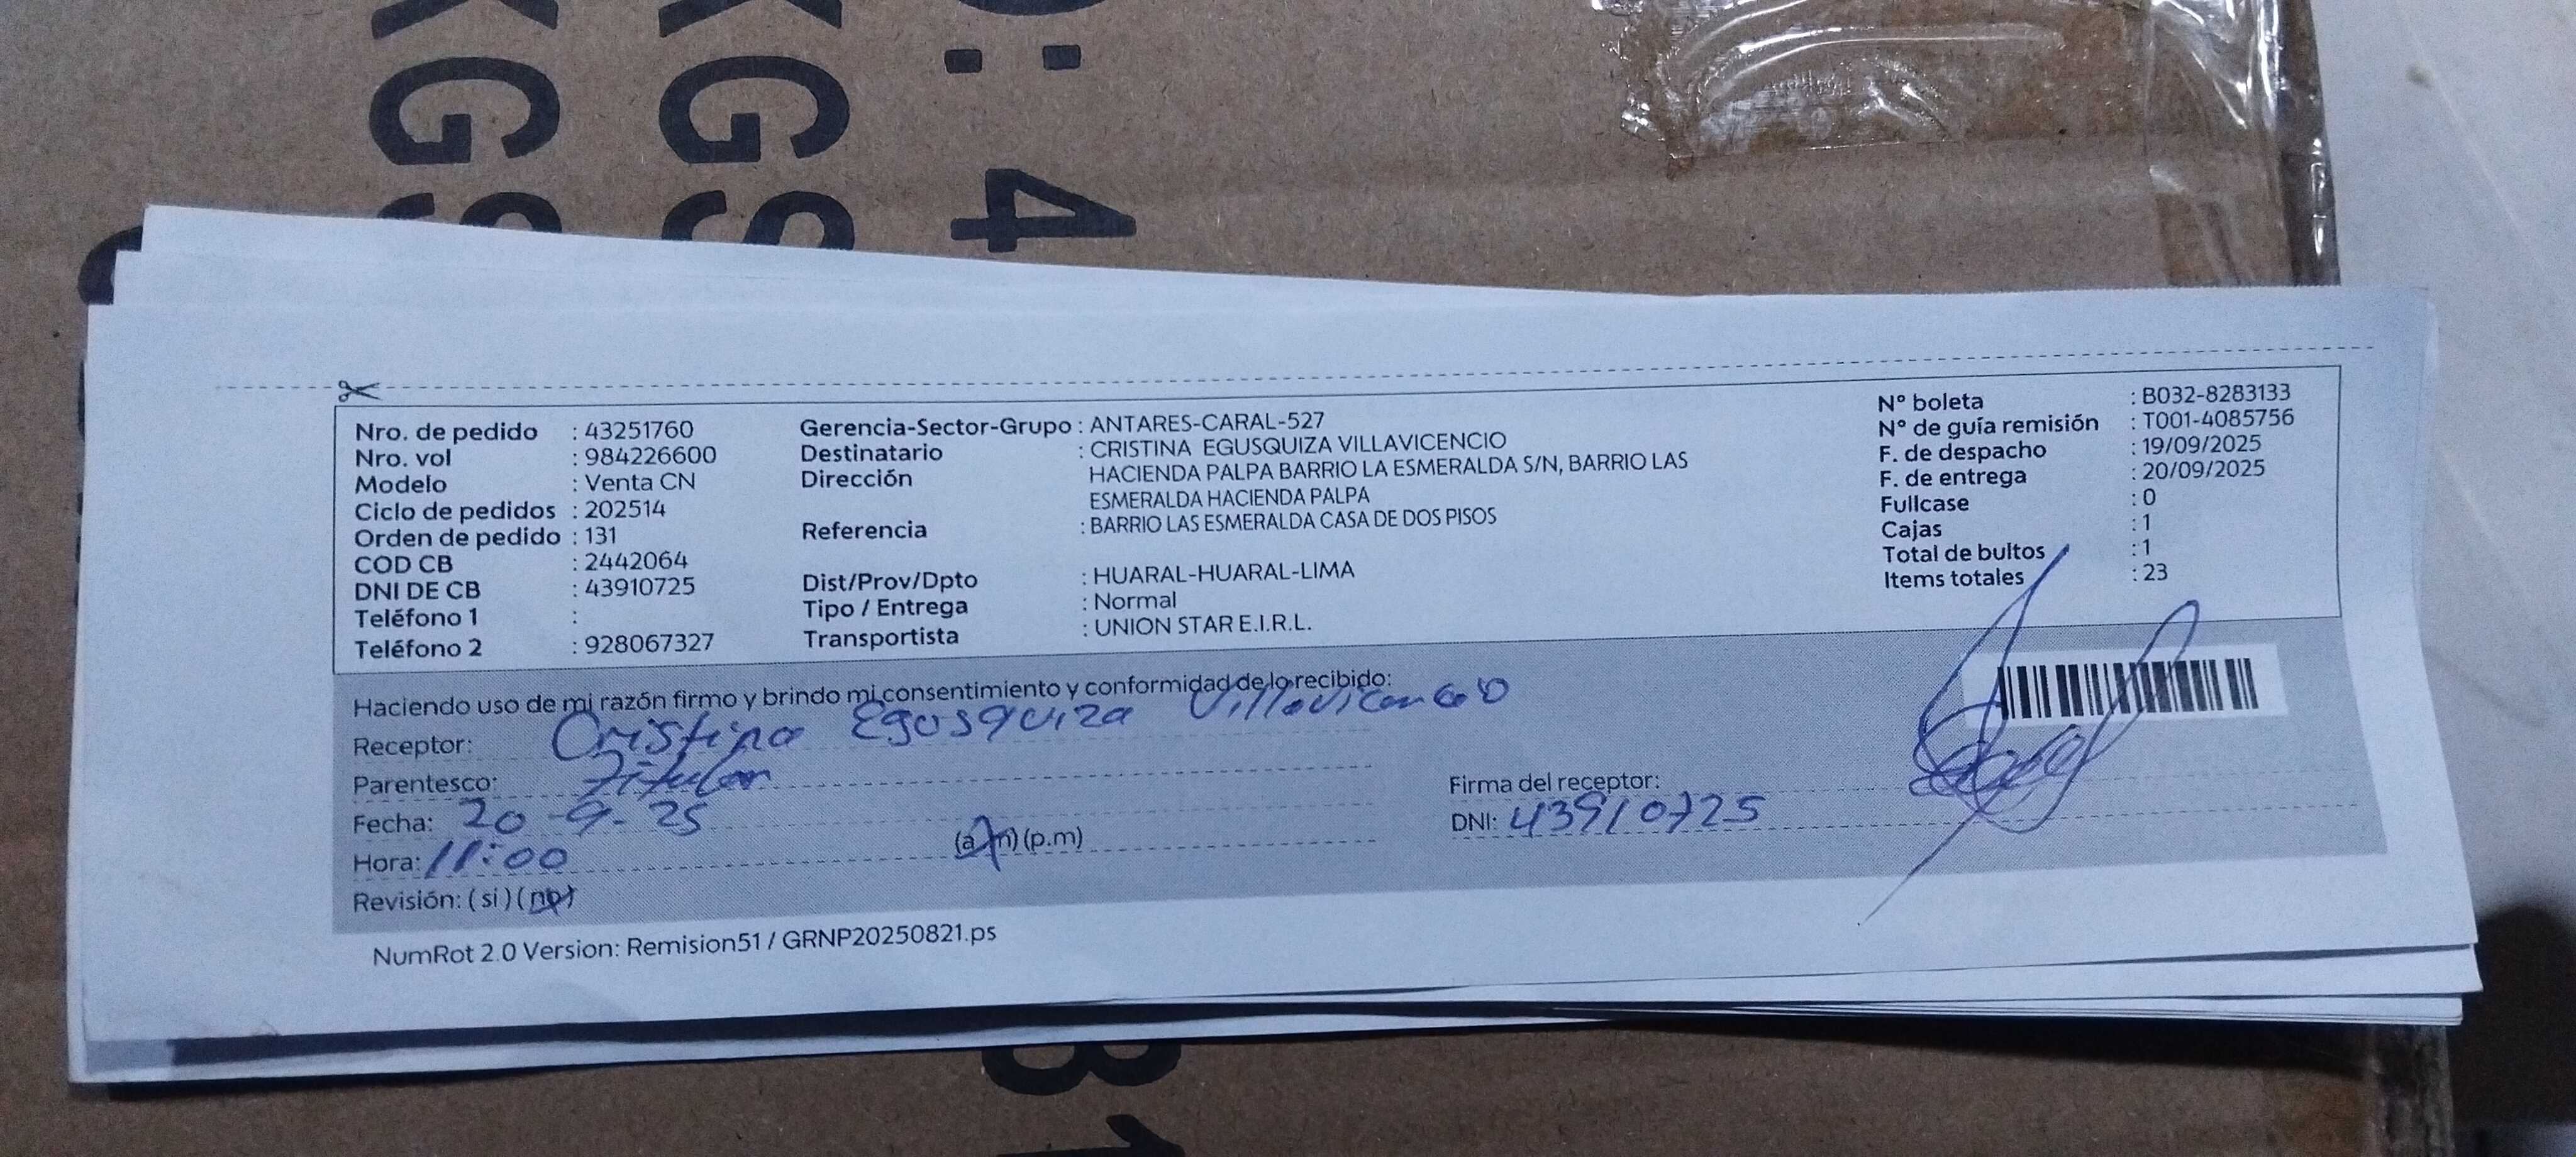 KGS
KGS
: 4
Nro. de pedido : 43251760
Nro. vol : 984226600
Modelo : Venta CN
Ciclo de pedidos : 202514
Orden de pedido : 131
COD CB : 2442064
DNI DE CB : 43910725
Teléfono 1 :
Teléfono 2 : 928067327
Gerencia-Sector-Grupo : ANTARES-CARAL-527
Destinatario : CRISTINA EGUSQUIZA VILLAVICENCIO
Dirección HACIENDA PALPA BARRIO LA ESMERALDA S/N, BARRIO LAS
ESMERALDA HACIENDA PALPA
Referencia : BARRIO LAS ESMERALDA CASA DE DOS PISOS
Dist/Prov/Dpto : HUARAL-HUARAL-LIMA
Tipo / Entrega : Normal
Transportista : UNION STAR E.I.R.L.
N° boleta : B032-8283133
N° de guía remisión : T001-4085756
F. de despacho : 19/09/2025
F. de entrega : 20/09/2025
Fullcase : 0
Cajas : 1
Total de bultos : 1
Items totales : 23
Haciendo uso de mi razón firmo y brindo mi consentimiento y conformidad de lo recibido:
Receptor: Cristina Egusquiza Villavicencio
Parentesco: Titular
Fecha: 20-9-25
Hora: 11:00 (a.m) (p.m)
Revisión: ( si ) ( no )
Firma del receptor:
DNI: 43910725
NumRot 2.0 Version: Remision51 / GRNP20250821.ps